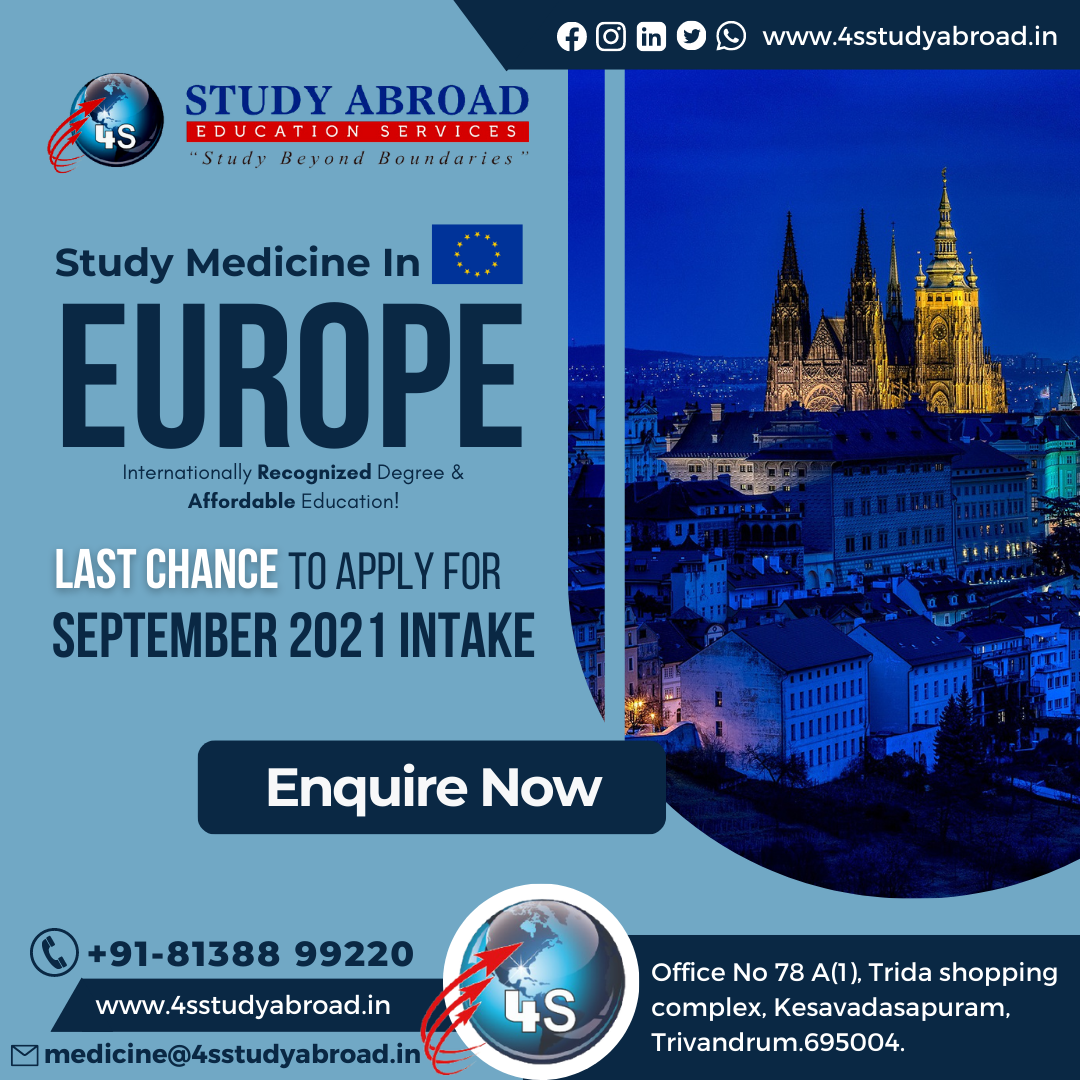 www.4sstudyabroad.in
4S
STUDY ABROAD
EDUCATION SERVICES
"Study Beyond Boundaries"
Study Medicine In
EUROPE
Internationally Recognized Degree &
Affordable Education!
LAST CHANCE TO APPLY FOR
SEPTEMBER 2021 INTAKE
Enquire Now
+91-81388 99220
www.4sstudyabroad.in
medicine@4sstudyabroad.in
4S
Office No 78 A(1), Trida shopping
complex, Kesavadasapuram,
Trivandrum.695004.